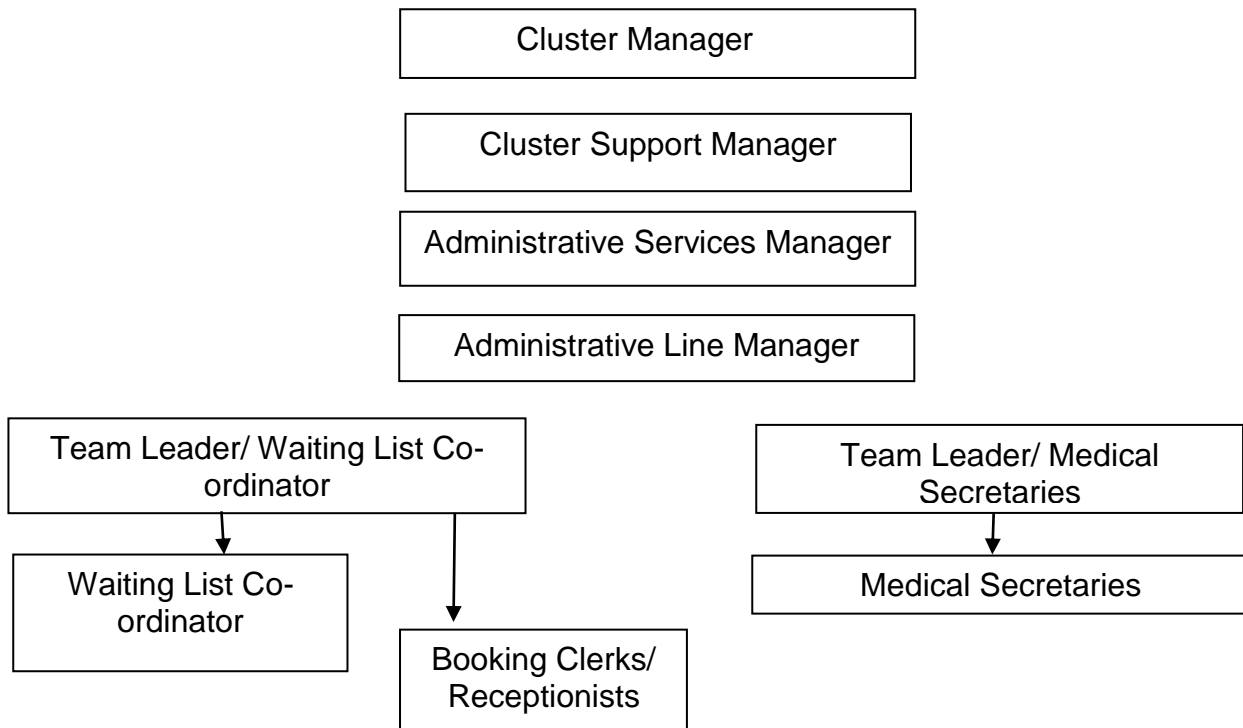 Cluster Manager
Cluster Support Manager
Administrative Services Manager
Administrative Line Manager
Team Leader/ Waiting List Co-
ordinator
Team Leader/ Medical
Secretaries
Waiting List Co-
ordinator
Medical Secretaries
Booking Clerks/
Receptionists